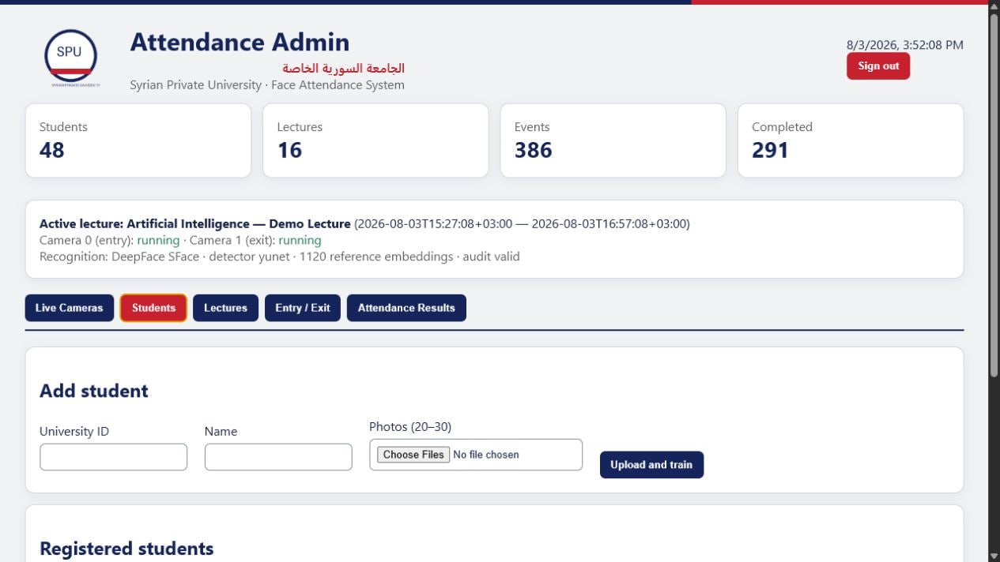 SPU
SYRIAN PRIVATE UNIVERSITY
Attendance Admin
الجامعة السورية الخاصة
Syrian Private University · Face Attendance System
8/3/2026, 3:52:08 PM
Sign out
Students
48
Lectures
16
Events
386
Completed
291
Active lecture: Artificial Intelligence — Demo Lecture (2026-08-03T15:27:08+03:00 — 2026-08-03T16:57:08+03:00)
Camera 0 (entry): running · Camera 1 (exit): running
Recognition: DeepFace SFace · detector yunet · 1120 reference embeddings · audit valid
Live Cameras
Students
Lectures
Entry / Exit
Attendance Results
Add student
University ID
Name
Photos (20–30)
Choose Files No file chosen
Upload and train
Registered students